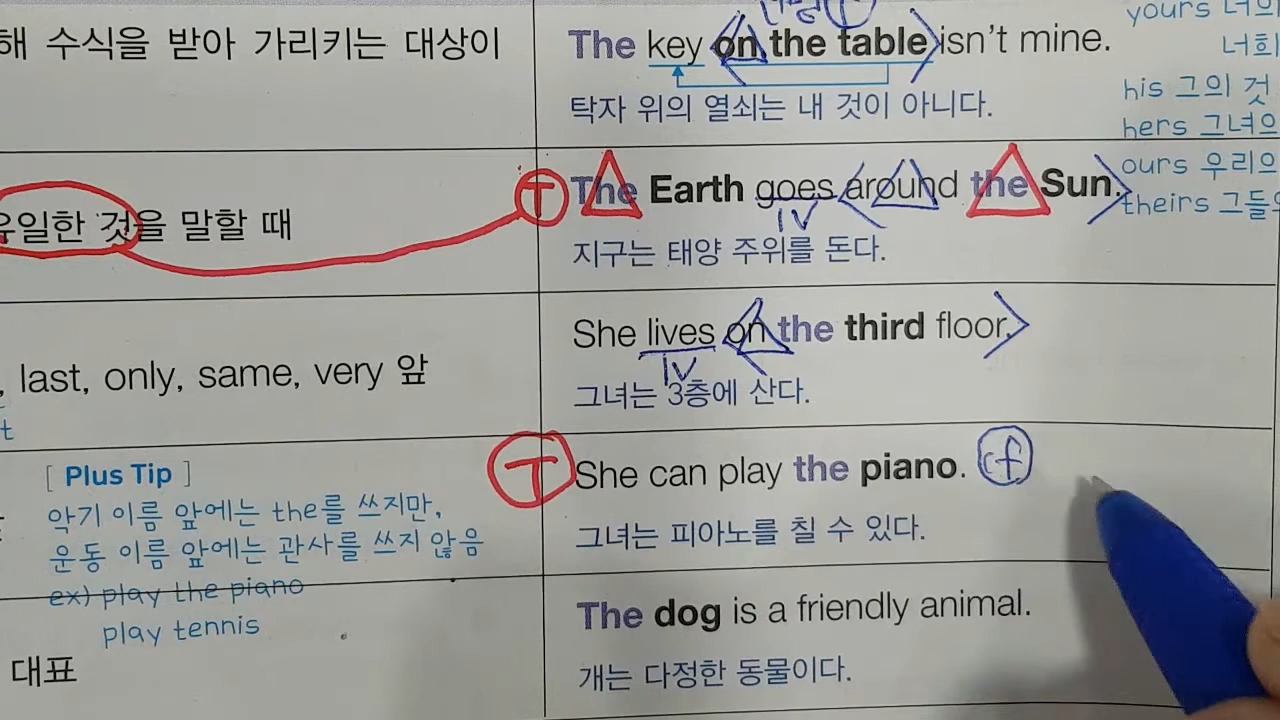 해 수식을 받아 가리키는 대상이
The key on the table isn't mine.
탁자 위의 열쇠는 내 것이 아니다.
yours 너의
너희
his 그의 것
hers 그녀의
ours 우리의
theirs 그들의
유일한 것을 말할 때
T
The Earth goes around the Sun.
IV
지구는 태양 주위를 돈다.
, last, only, same, very 앞
She lives on the third floor.
IV
그녀는 3층에 산다.
t
[ Plus Tip ]
악기 이름 앞에는 the를 쓰지만,
운동 이름 앞에는 관사를 쓰지 않음
ex) play the piano
play tennis
T
She can play the piano. cf
그녀는 피아노를 칠 수 있다.
대표
The dog is a friendly animal.
개는 다정한 동물이다.